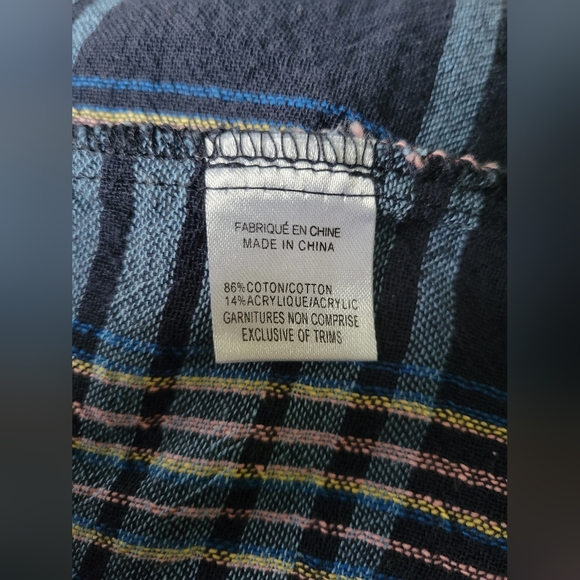 FABRIQUÉ EN CHINE
MADE IN CHINA
86% COTON/COTTON
14% ACRYLIQUE/ACRYLIC
GARNITURES NON COMPRISE
EXCLUSIVE OF TRIMS